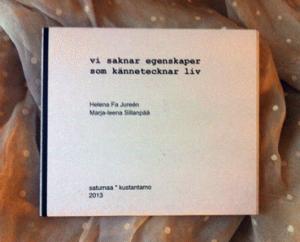 vi saknar egenskaper
som kännetecknar liv
Helena Fa Jureén
Marja-leena Sillanpää
satumaa * kustantamo
2013